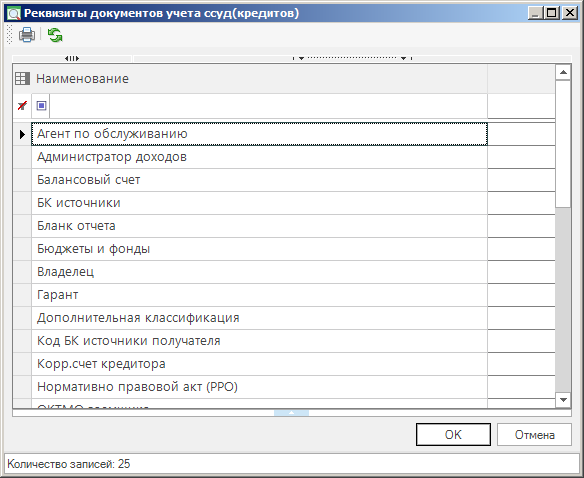 Реквизиты документов учета ссуд(кредитов)
Наименование
Агент по обслуживанию
Администратор доходов
Балансовый счет
БК источники
Бланк отчета
Бюджеты и фонды
Владелец
Гарант
Дополнительная классификация
Код БК источники получателя
Корр.счет кредитора
Нормативно правовой акт (РРО)
ОКТМО заемщика
OK
Отмена
Количество записей: 25